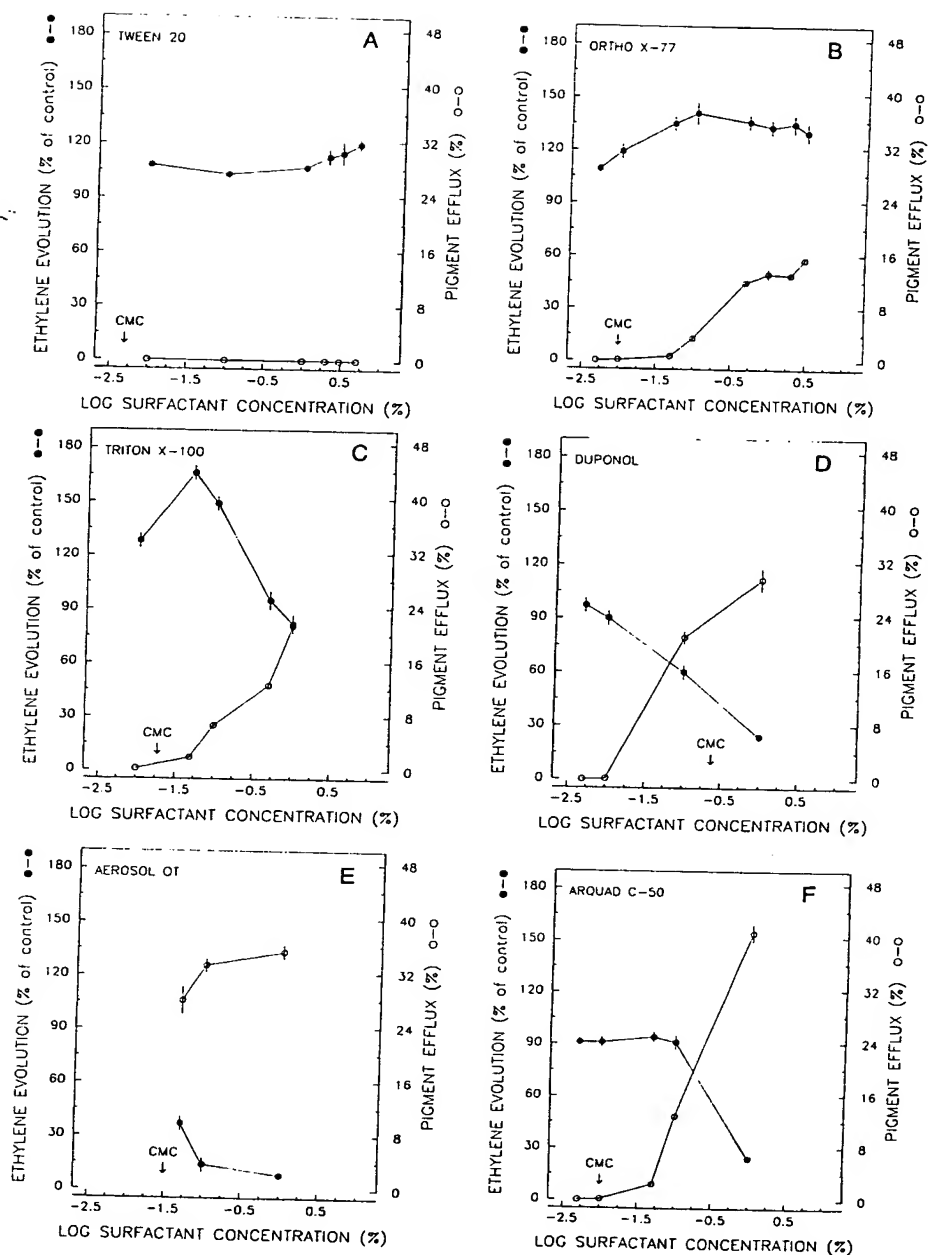 A
TWEEN 20
ETHYLENE EVOLUTION (% of control) ●–●
180
150
120
90
60
30
0
CMC
↓
48
40
32
24
16
8
0
PIGMENT EFFLUX (%) o–o
−2.5 −1.5 −0.5 0.5
LOG SURFACTANT CONCENTRATION (%)
B
ORTHO X-77
ETHYLENE EVOLUTION (% of control) ●–●
180
150
120
90
60
30
0
CMC
↓
48
40
32
24
16
8
0
PIGMENT EFFLUX (%) o–o
−2.5 −1.5 −0.5 0.5
LOG SURFACTANT CONCENTRATION (%)
C
TRITON X-100
ETHYLENE EVOLUTION (% of control) ●–●
180
150
120
90
60
30
0
CMC
↓
48
40
32
24
16
8
0
PIGMENT EFFLUX (%) o–o
−2.5 −1.5 −0.5 0.5
LOG SURFACTANT CONCENTRATION (%)
D
DUPONOL
ETHYLENE EVOLUTION (% of control) ●–●
180
150
120
90
60
30
0
CMC
↓
48
40
32
24
16
8
0
PIGMENT EFFLUX (%) o–o
−2.5 −1.5 −0.5 0.5
LOG SURFACTANT CONCENTRATION (%)
E
AEROSOL OT
ETHYLENE EVOLUTION (% of control) ●–●
180
150
120
90
60
30
0
CMC
↓
48
40
32
24
16
8
0
PIGMENT EFFLUX (%) o–o
−2.5 −1.5 −0.5 0.5
LOG SURFACTANT CONCENTRATION (%)
F
ARQUAD C-50
ETHYLENE EVOLUTION (% of control) ●–●
180
150
120
90
60
30
0
CMC
↓
48
40
32
24
16
8
0
PIGMENT EFFLUX (%) o–o
−2.5 −1.5 −0.5 0.5
LOG SURFACTANT CONCENTRATION (%)